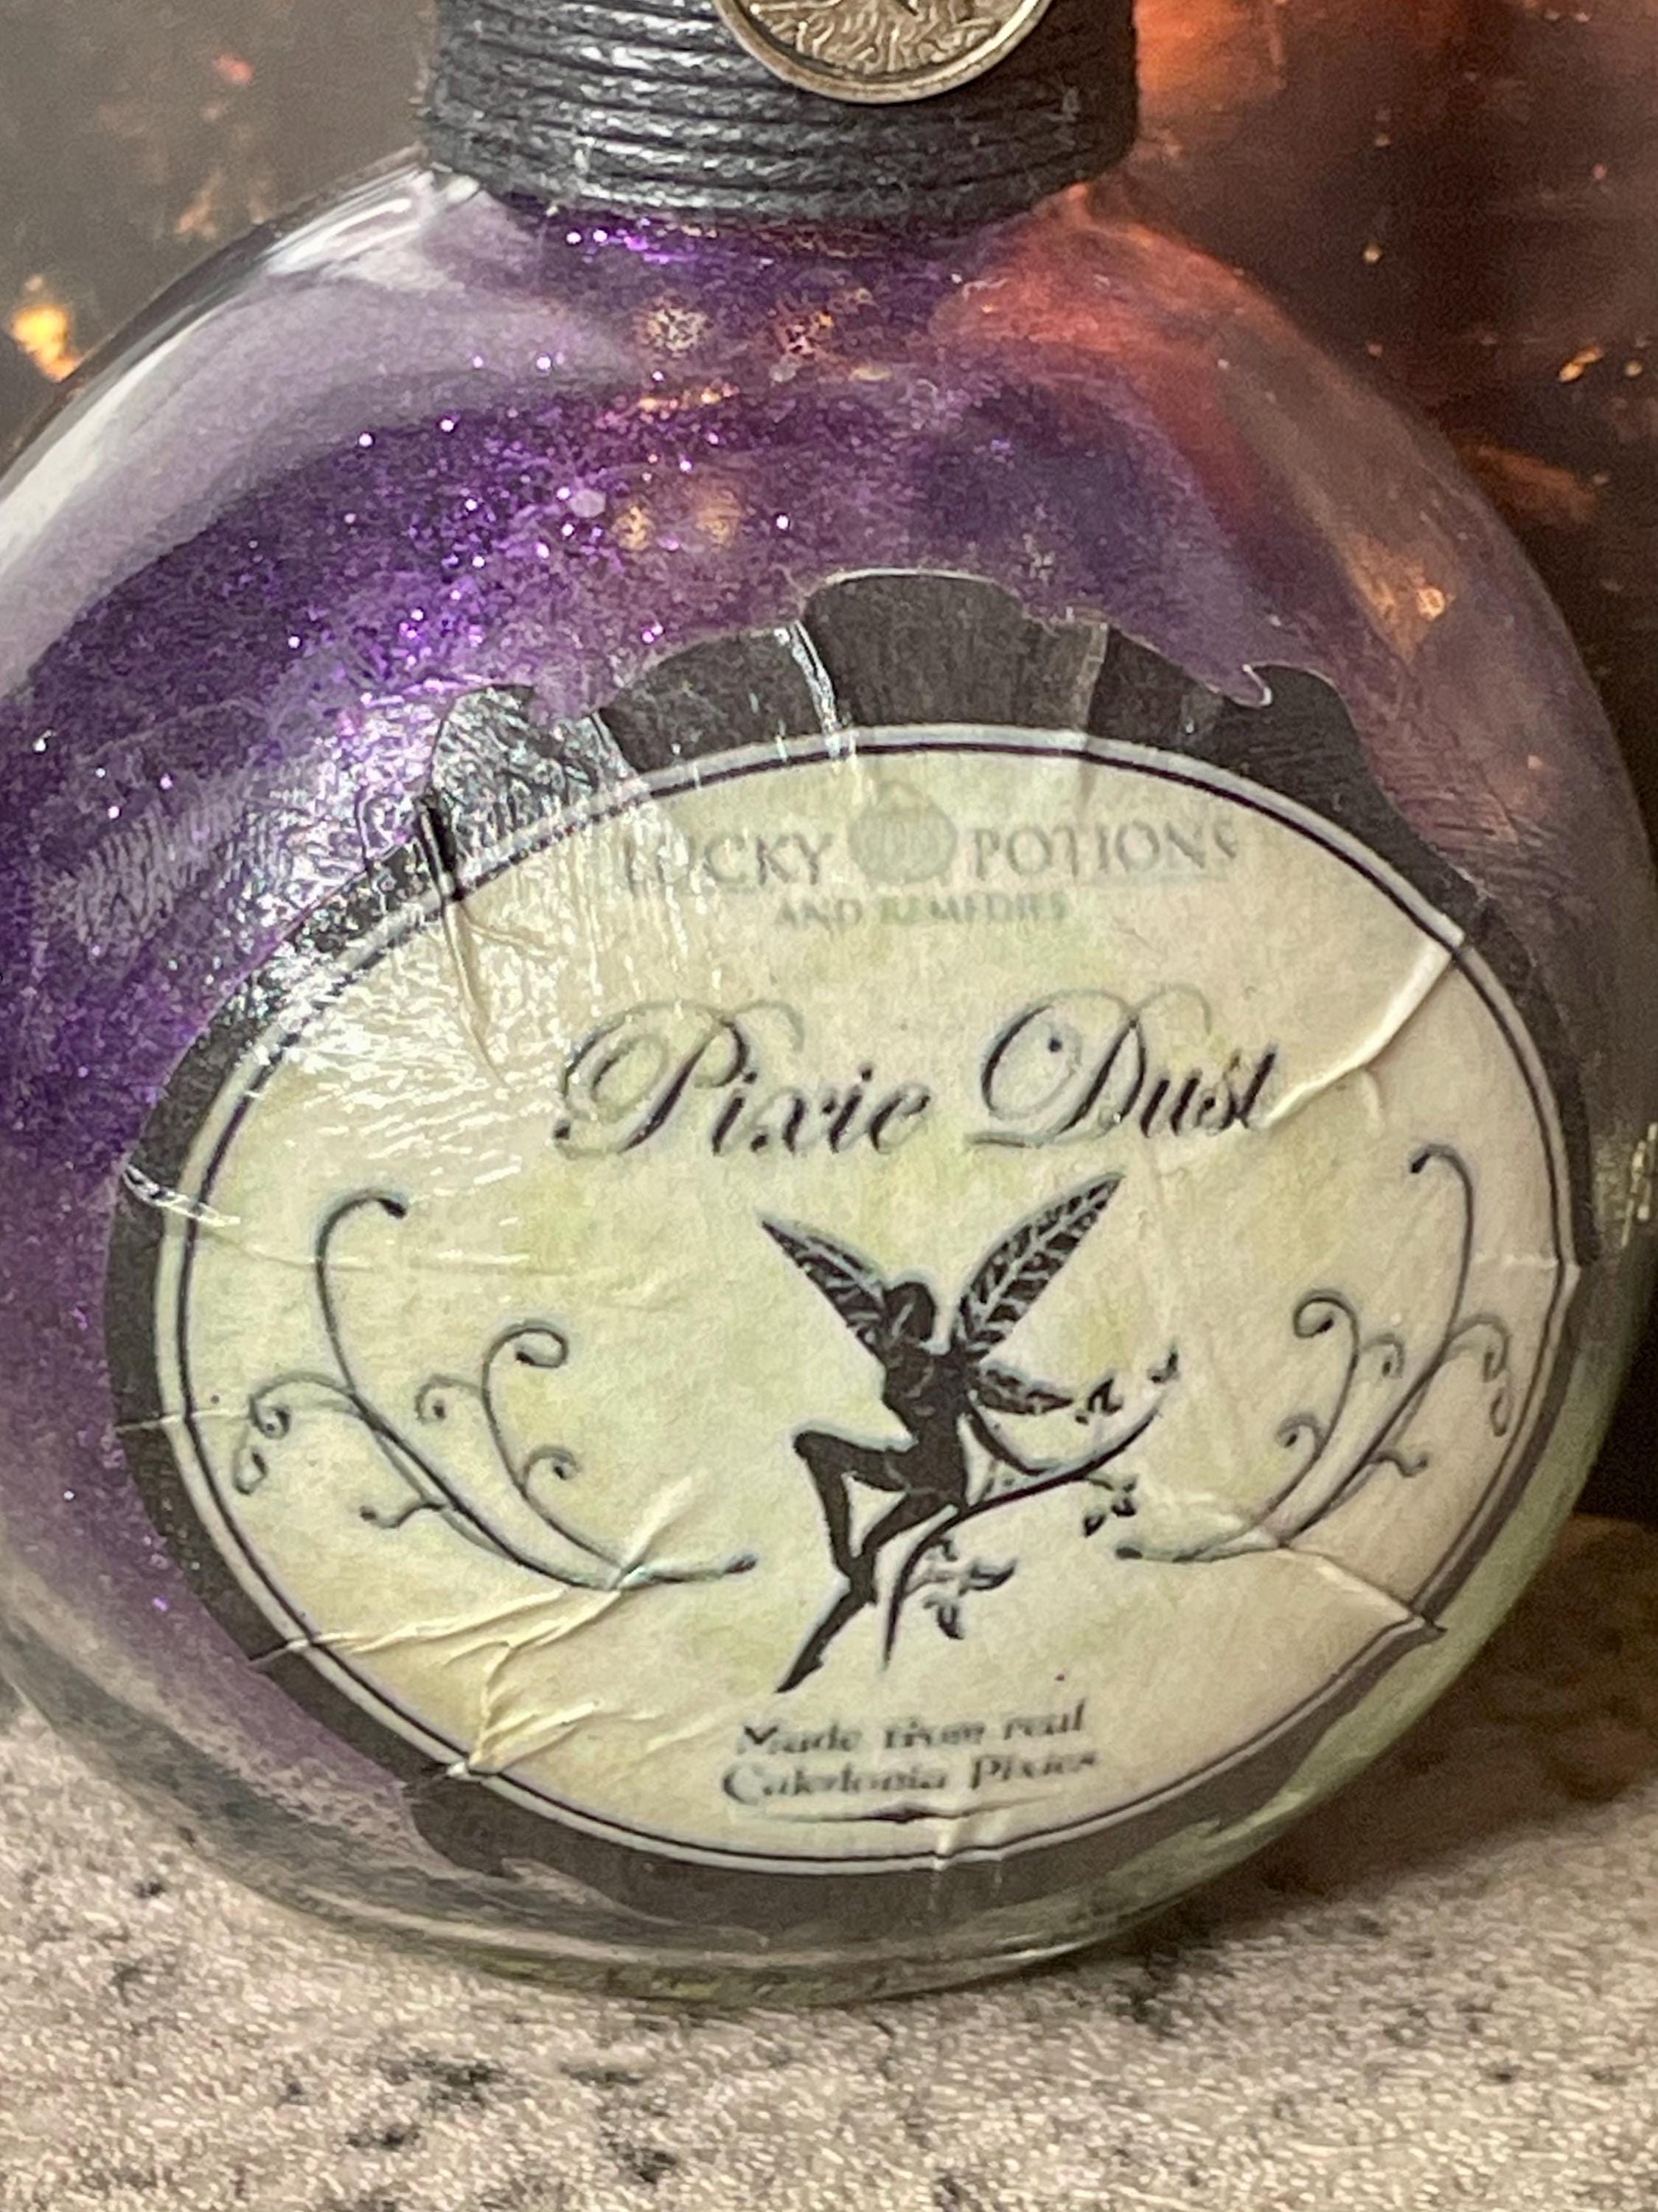 LUCKY POTIONS
AND REMEDIES
Pixie Dust
Made from real
Caledonia Pixies